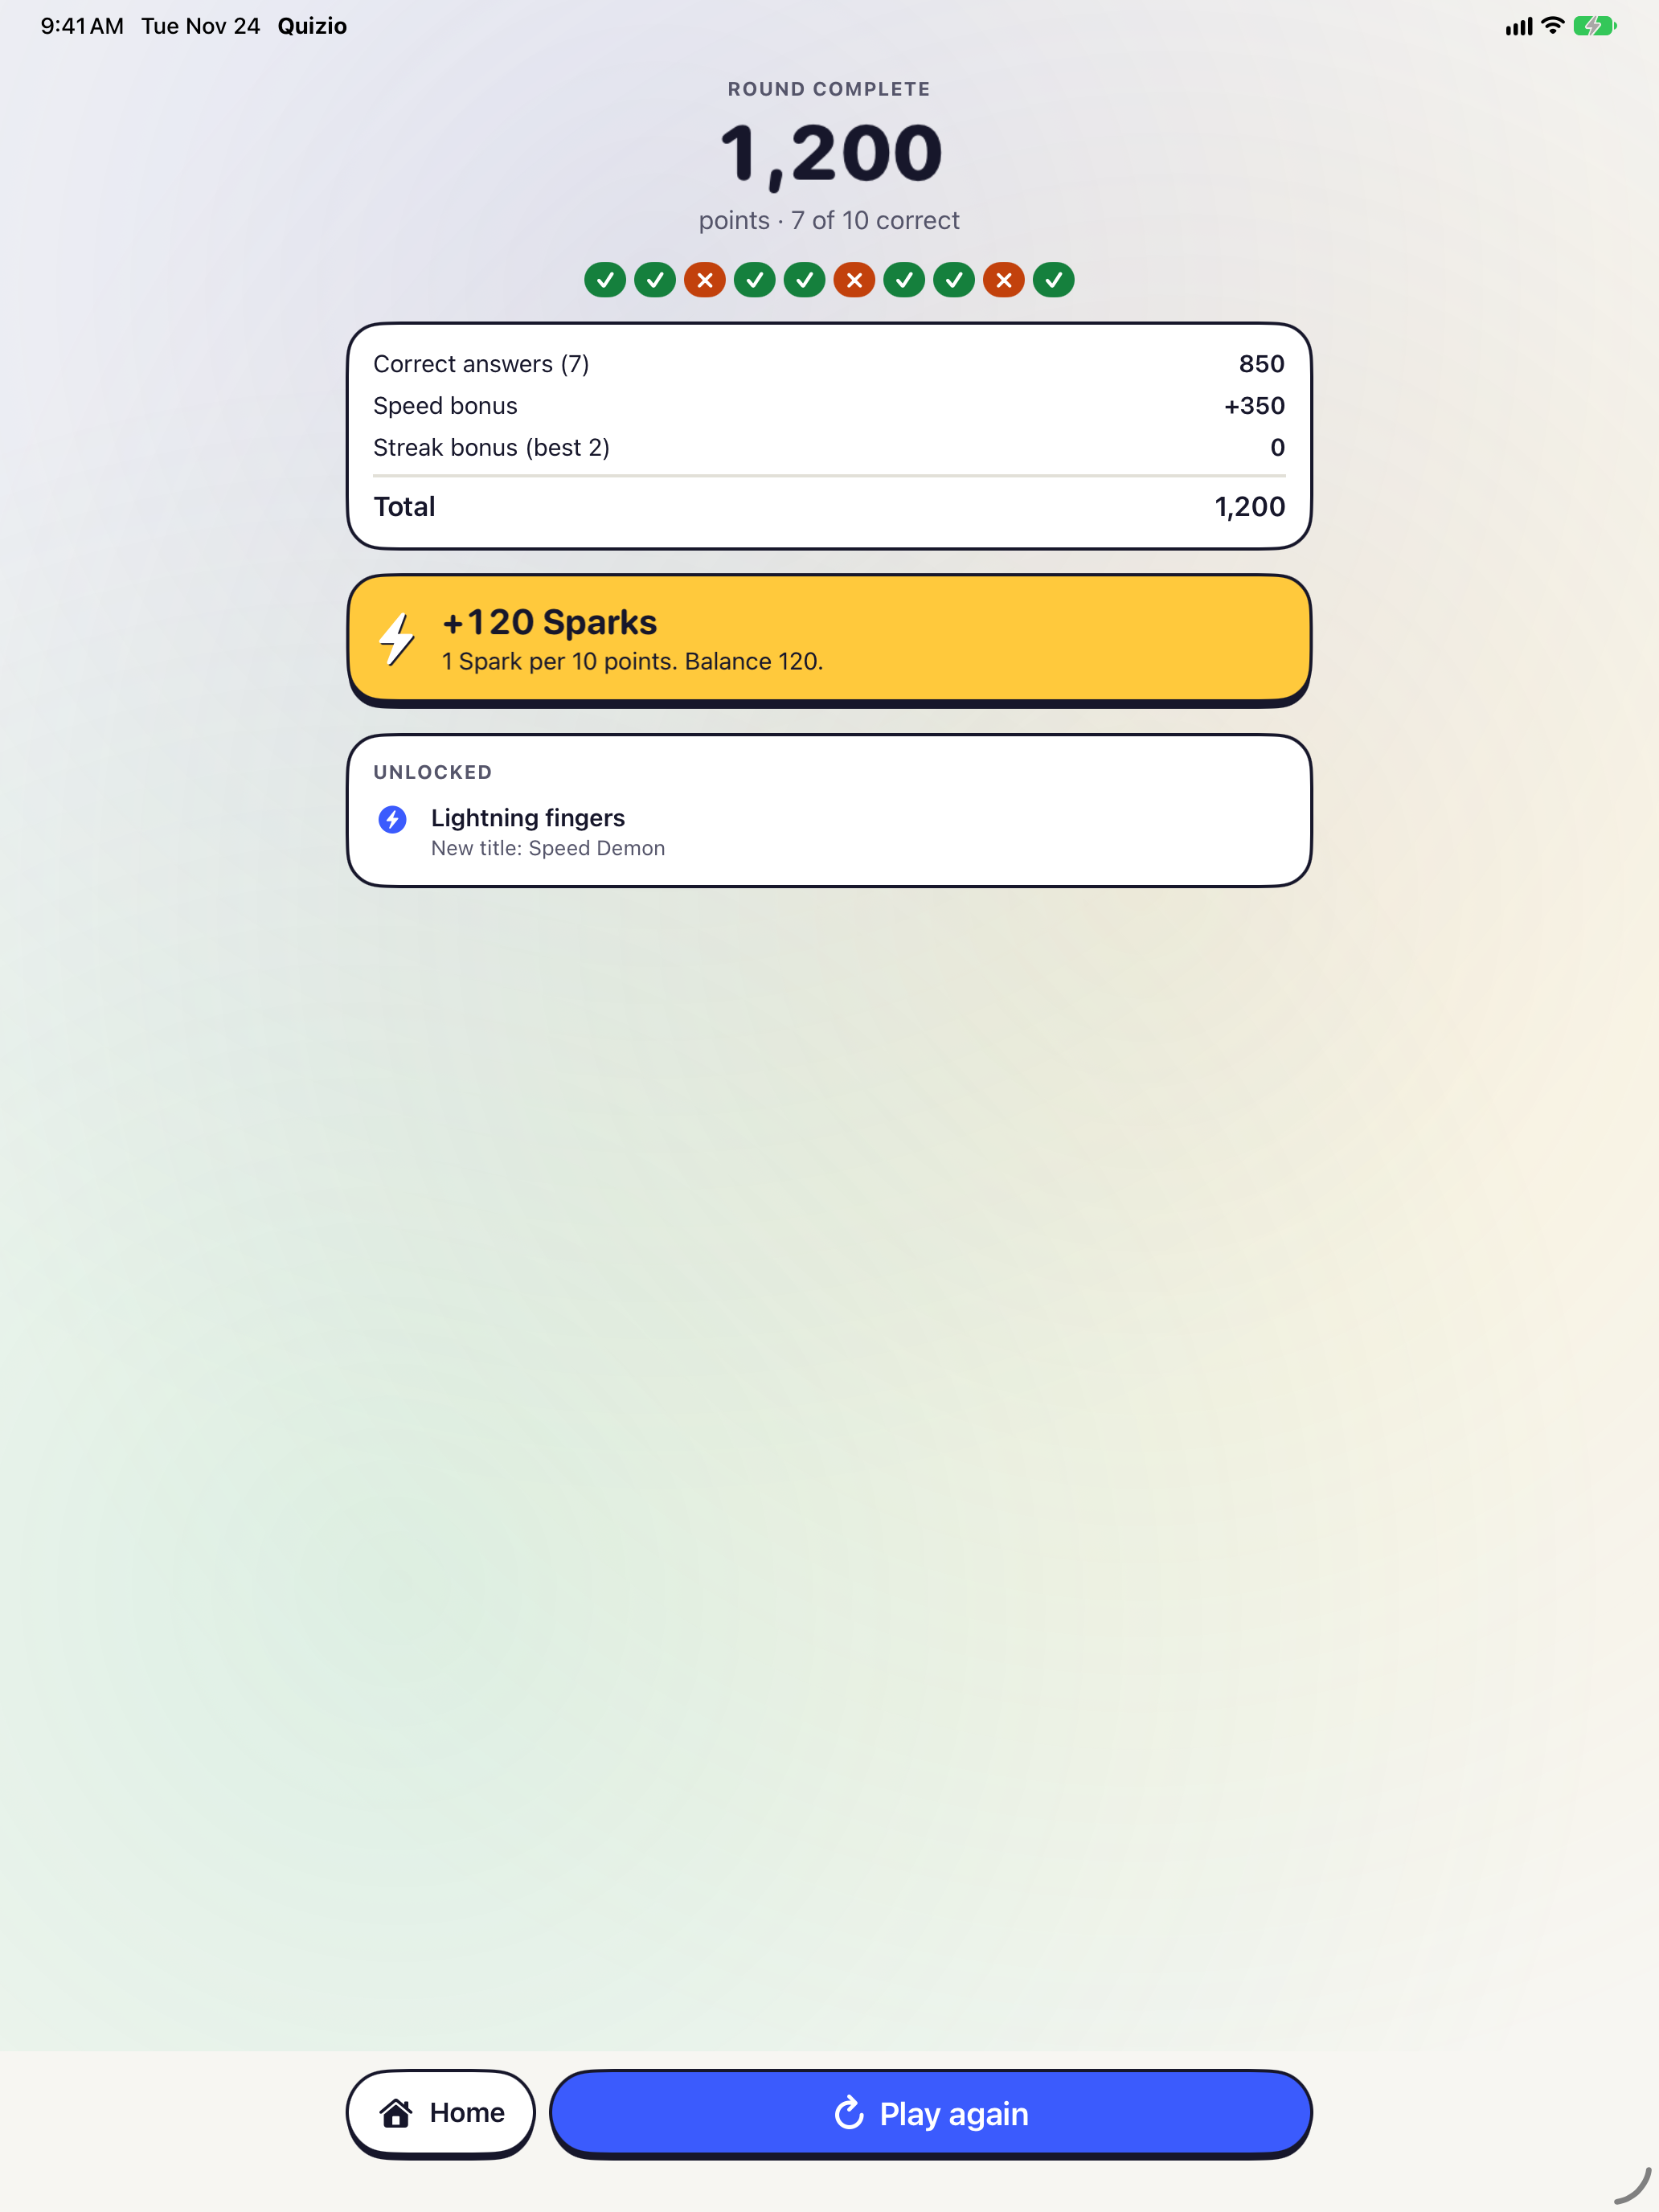 9:41 AM Tue Nov 24 Quizio
ROUND COMPLETE
1,200
points · 7 of 10 correct
Correct answers (7) 850
Speed bonus +350
Streak bonus (best 2) 0
Total 1,200
+120 Sparks
1 Spark per 10 points. Balance 120.
UNLOCKED
Lightning fingers
New title: Speed Demon
Home Play again